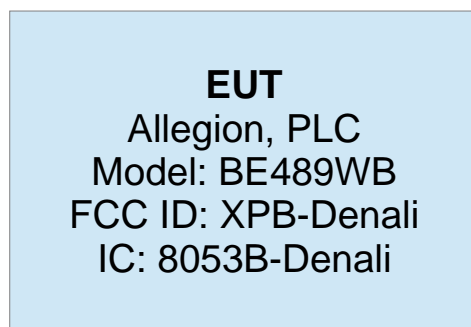 EUT
Allegion, PLC
Model: BE489WB
FCC ID: XPB-Denali
IC: 8053B-Denali